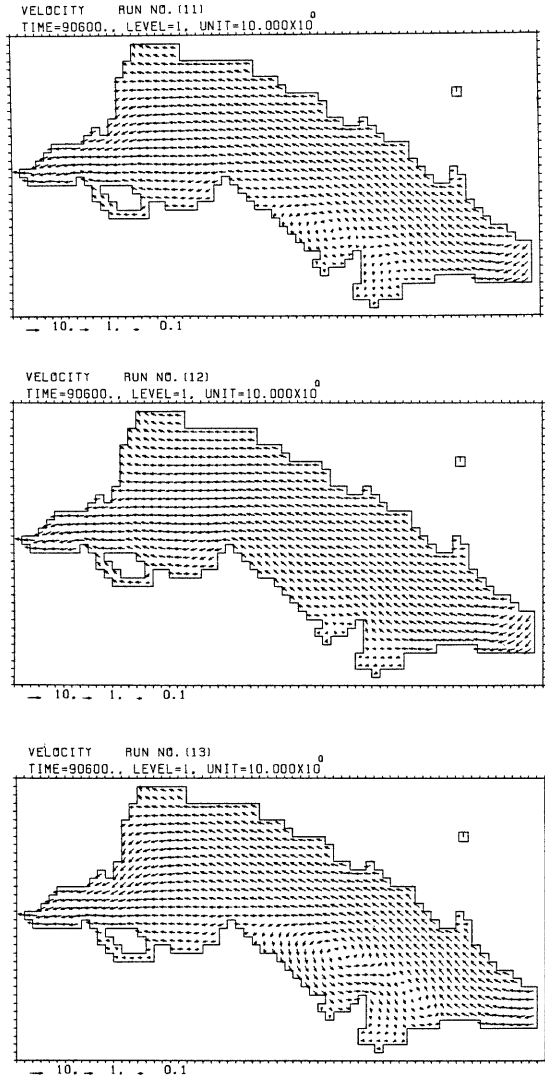 VELOCITY RUN NO. (11)
TIME=90600., LEVEL=1, UNIT=10.000X10⁰
10. 1. 0.1
VELOCITY RUN NO. (12)
TIME=90600., LEVEL=1, UNIT=10.000X10⁰
10. 1. 0.1
VELOCITY RUN NO. (13)
TIME=90600., LEVEL=1, UNIT=10.000X10⁰
10. 1. 0.1